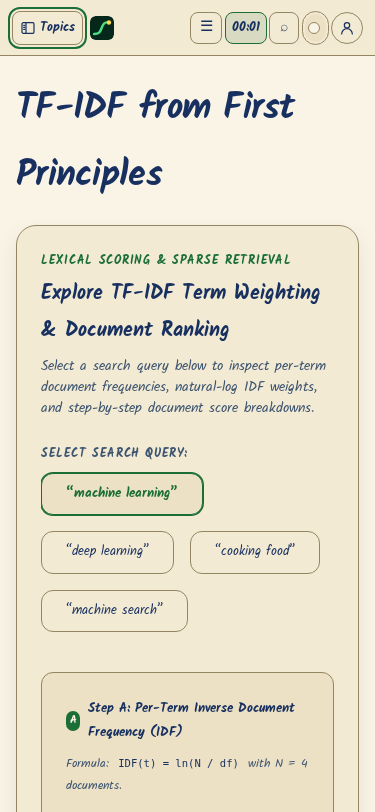 Topics
00:01
TF-IDF from First
Principles
LEXICAL SCORING & SPARSE RETRIEVAL
Explore TF-IDF Term Weighting
& Document Ranking
Select a search query below to inspect per-term
document frequencies, natural-log IDF weights,
and step-by-step document score breakdowns.
SELECT SEARCH QUERY:
“machine learning”
“deep learning” “cooking food”
“machine search”
A
Step A: Per-Term Inverse Document
Frequency (IDF)
Formula: IDF(t) = ln(N / df) with N = 4
documents.